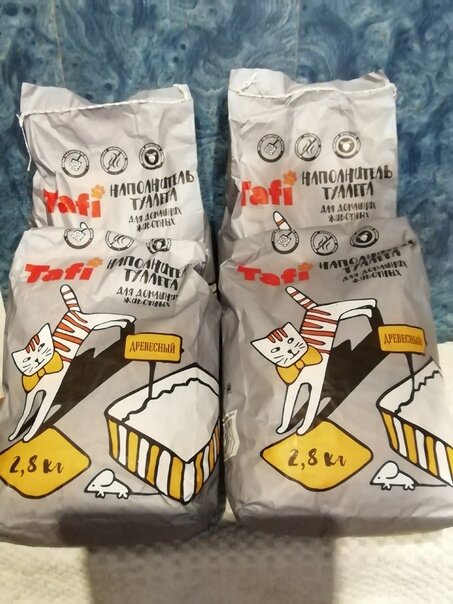 Tafi
НАПОЛНИТЕЛЬ
ТУАЛЕТА
ДЛЯ ДОМАШНИХ
ЖИВОТНЫХ
Tafi
НАПОЛНИТЕЛЬ
ТУАЛЕТА
ДЛЯ ДОМАШНИХ
ЖИВОТНЫХ
Tafi
НАПОЛНИТЕЛЬ
ТУАЛЕТА
ДЛЯ ДОМАШНИХ
ЖИВОТНЫХ
ДРЕВЕСНЫЙ
2,8 кг
Tafi
НАПОЛНИТЕЛЬ
ТУАЛЕТА
ДЛЯ ДОМАШНИХ
ЖИВОТНЫХ
ДРЕВЕСНЫЙ
2,8 кг